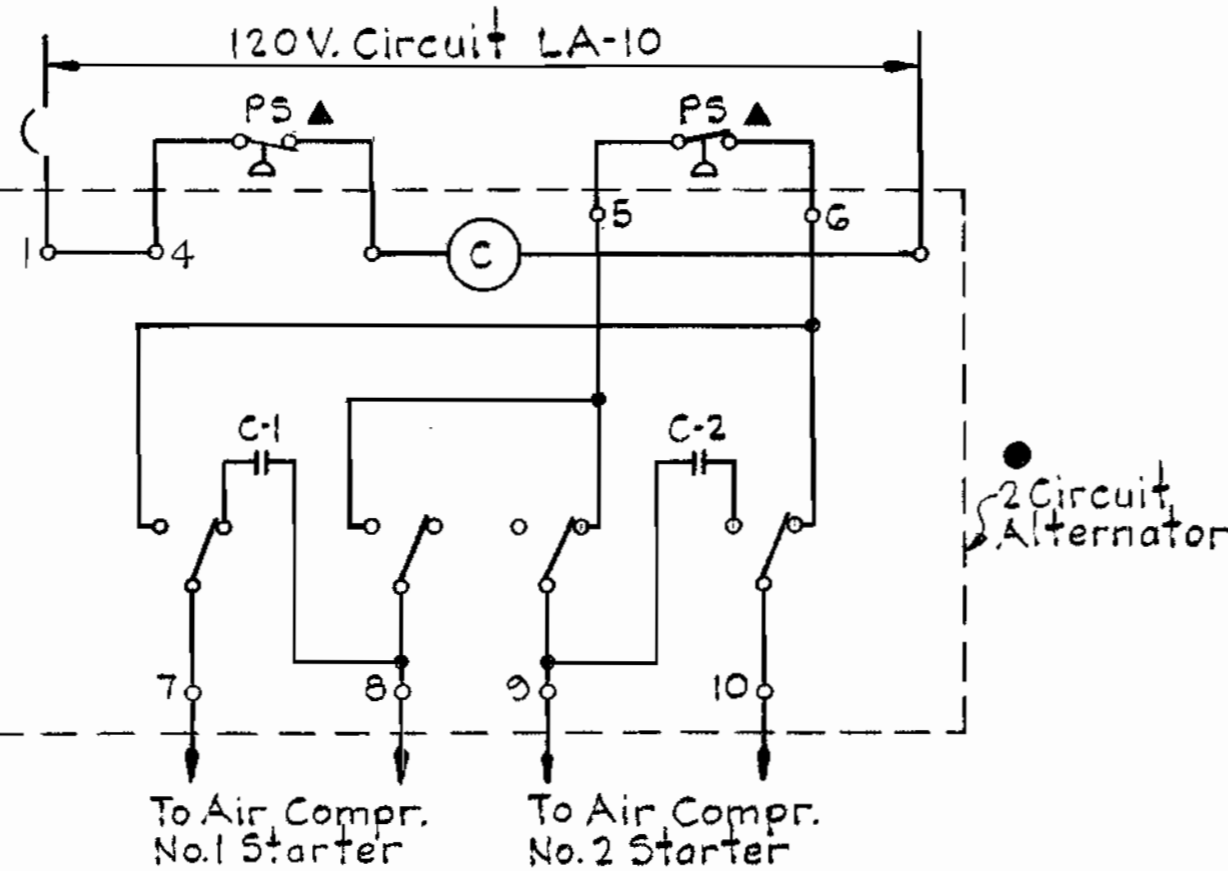 120V. Circuit LA-10
PS
PS
5
6
1
4
C
C-1
C-2
2 Circuit
Alternator
7
8
9
10
To Air Compr.
No.1 Starter
To Air Compr.
No.2 Starter